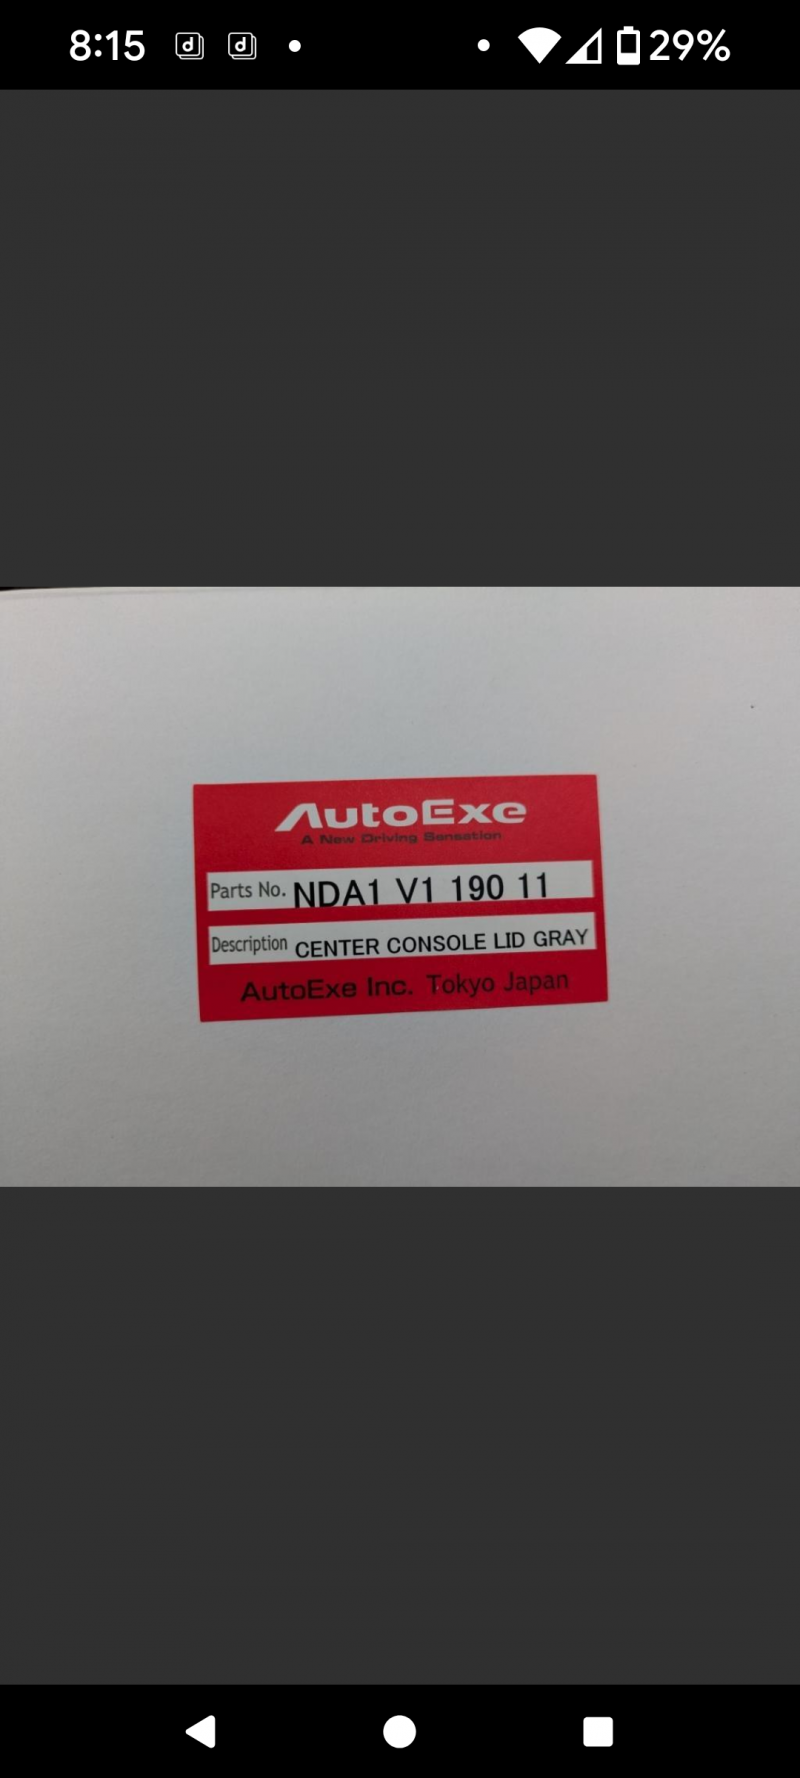 8:15 29%
AutoExe
A New Driving Sensation
Parts No. NDA1 V1 190 11
Description CENTER CONSOLE LID GRAY
AutoExe Inc. Tokyo Japan